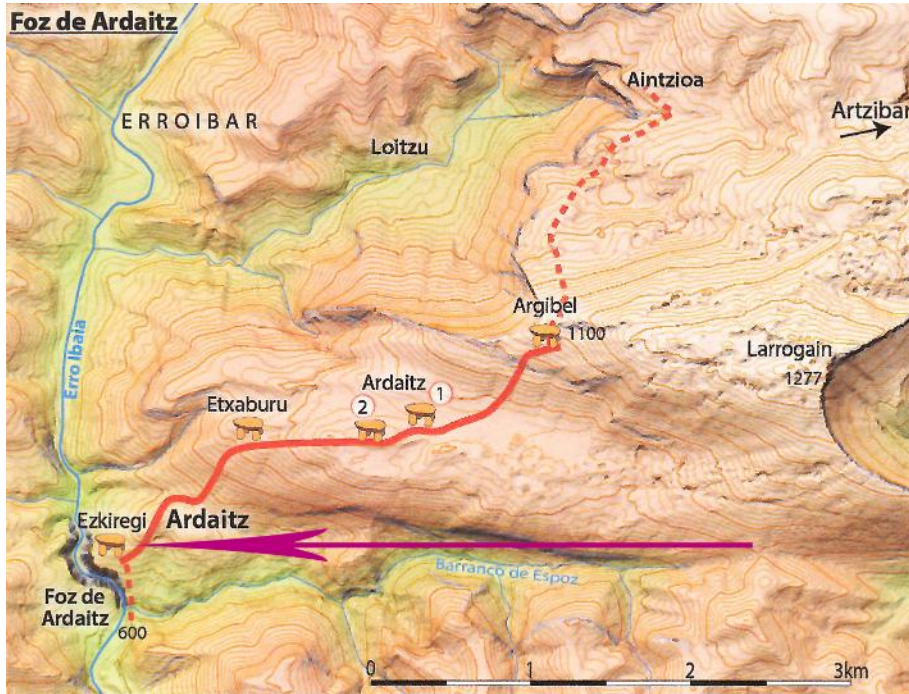 Foz de Ardaitz
Aintzioa
Artzibar
ERROIBAR
Loitzu
Argibel
1100
Larrogain
1277
Erro Ibaia
Ardaitz
1
2
Etxaburu
Ezkiregi
Ardaitz
Barranco de Espoz
Foz de
Ardaitz
600
0
1
2
3km